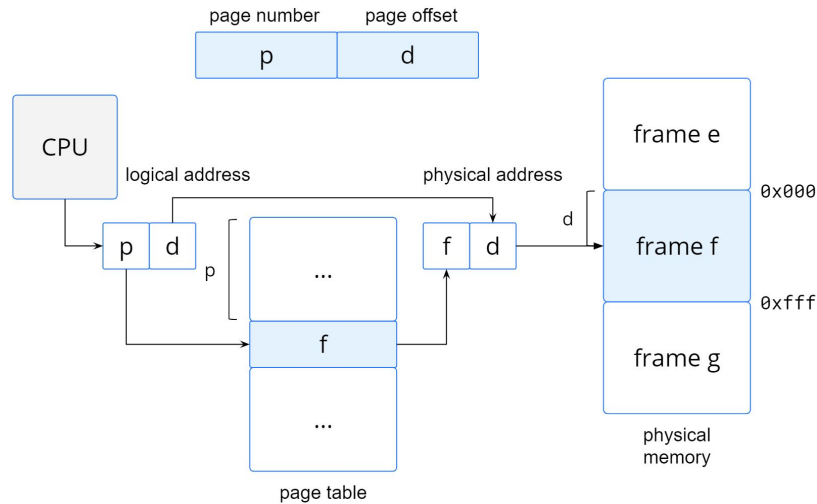 page number
page offset
p
d
CPU
frame e
logical address
physical address
0x000
d
p
d
f
d
frame f
p
...
0xfff
f
frame g
...
physical
memory
page table